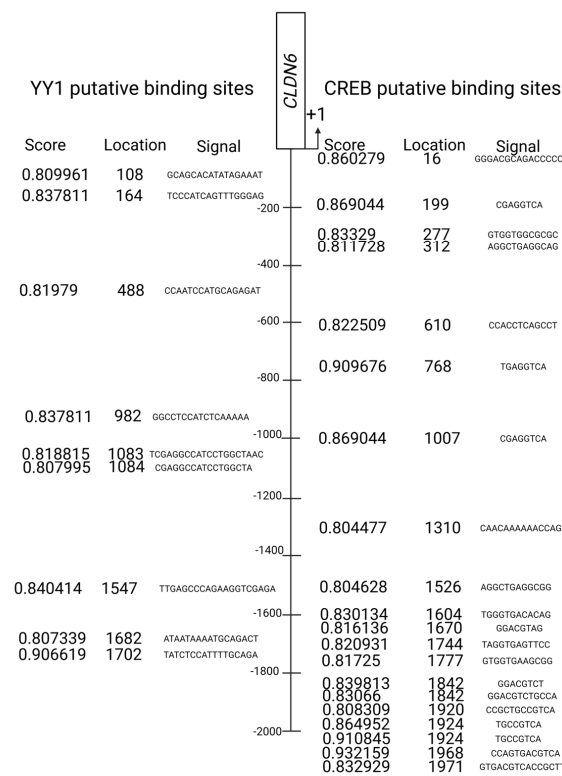 CLDN6
YY1 putative binding sites
CREB putative binding sites
+1
Score Location Signal
0.809961 108 GCAGCACATATAGAAAT
0.837811 164 TCCCATCAGTTTGGGAG
0.81979 488 CCAATCCATGCAGAGAT
0.837811 982 GGCCTCCATCTCAAAAA
0.818815 1083 TCGAGGCCATCCTGGCTAAC
0.807995 1084 CGAGGCCATCCTGGCTA
0.840414 1547 TTGAGCCCAGAAGGTCGAGA
0.807339 1682 ATAATAAAATGCAGACT
0.906619 1702 TATCTCCATTTTGCAGA
-200
-400
-600
-800
-1000
-1200
-1400
-1600
-1800
-2000
Score Location Signal
0.860279 16 GGGACGCAGACCCCC
0.869044 199 CGAGGTCA
0.83329 277 GTGGTGGCGCGC
0.811728 312 AGGCTGAGGCAG
0.822509 610 CCACCTCAGCCT
0.909676 768 TGAGGTCA
0.869044 1007 CGAGGTCA
0.804477 1310 CAACAAAAAACCAG
0.804628 1526 AGGCTGAGGCGG
0.830134 1604 TGGGTGACACAG
0.816136 1670 GGACGTAG
0.820931 1744 TAGGTGAGTTCC
0.81725 1777 GTGGTGAAGCGG
0.839813 1842 GGACGTCT
0.83066 1842 GGACGTCTGCCA
0.808309 1920 CCGCTGCCGTCA
0.864952 1924 TGCCGTCA
0.910845 1924 TGCCGTCA
0.932159 1968 CCAGTGACGTCA
0.832929 1971 GTGACGTCACCGCT